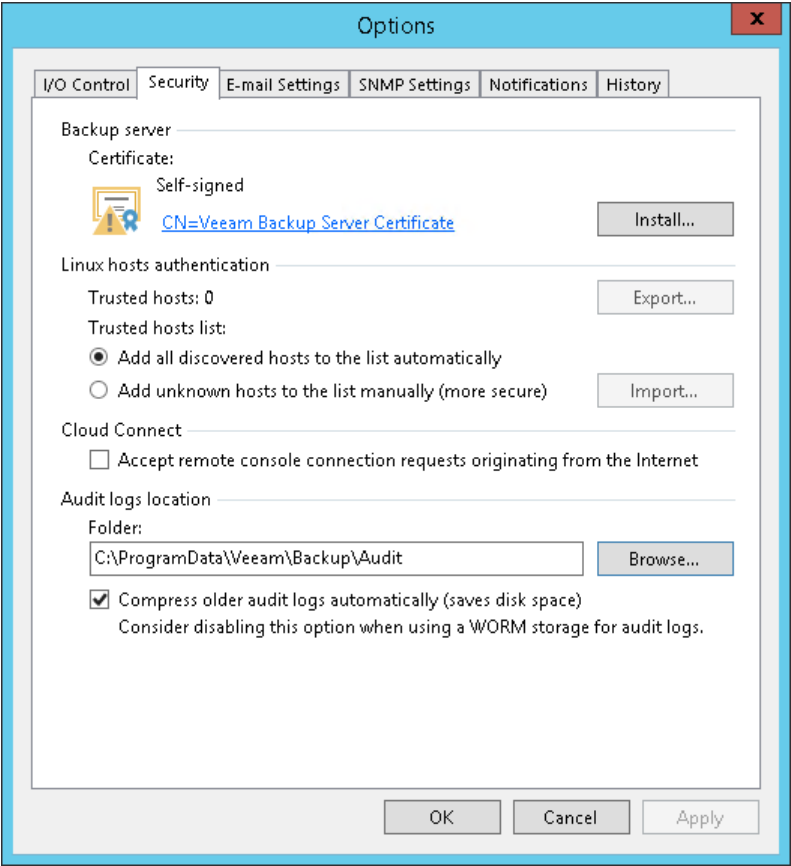 Options
x
I/O Control Security E-mail Settings SNMP Settings Notifications History
Backup server
Certificate:
Self-signed
CN=Veeam Backup Server Certificate
Install...
Linux hosts authentication
Trusted hosts: 0
Export...
Trusted hosts list:
Add all discovered hosts to the list automatically
Add unknown hosts to the list manually (more secure)
Import...
Cloud Connect
Accept remote console connection requests originating from the Internet
Audit logs location
Folder:
C:\ProgramData\Veeam\Backup\Audit
Browse...
Compress older audit logs automatically (saves disk space)
Consider disabling this option when using a WORM storage for audit logs.
OK Cancel Apply